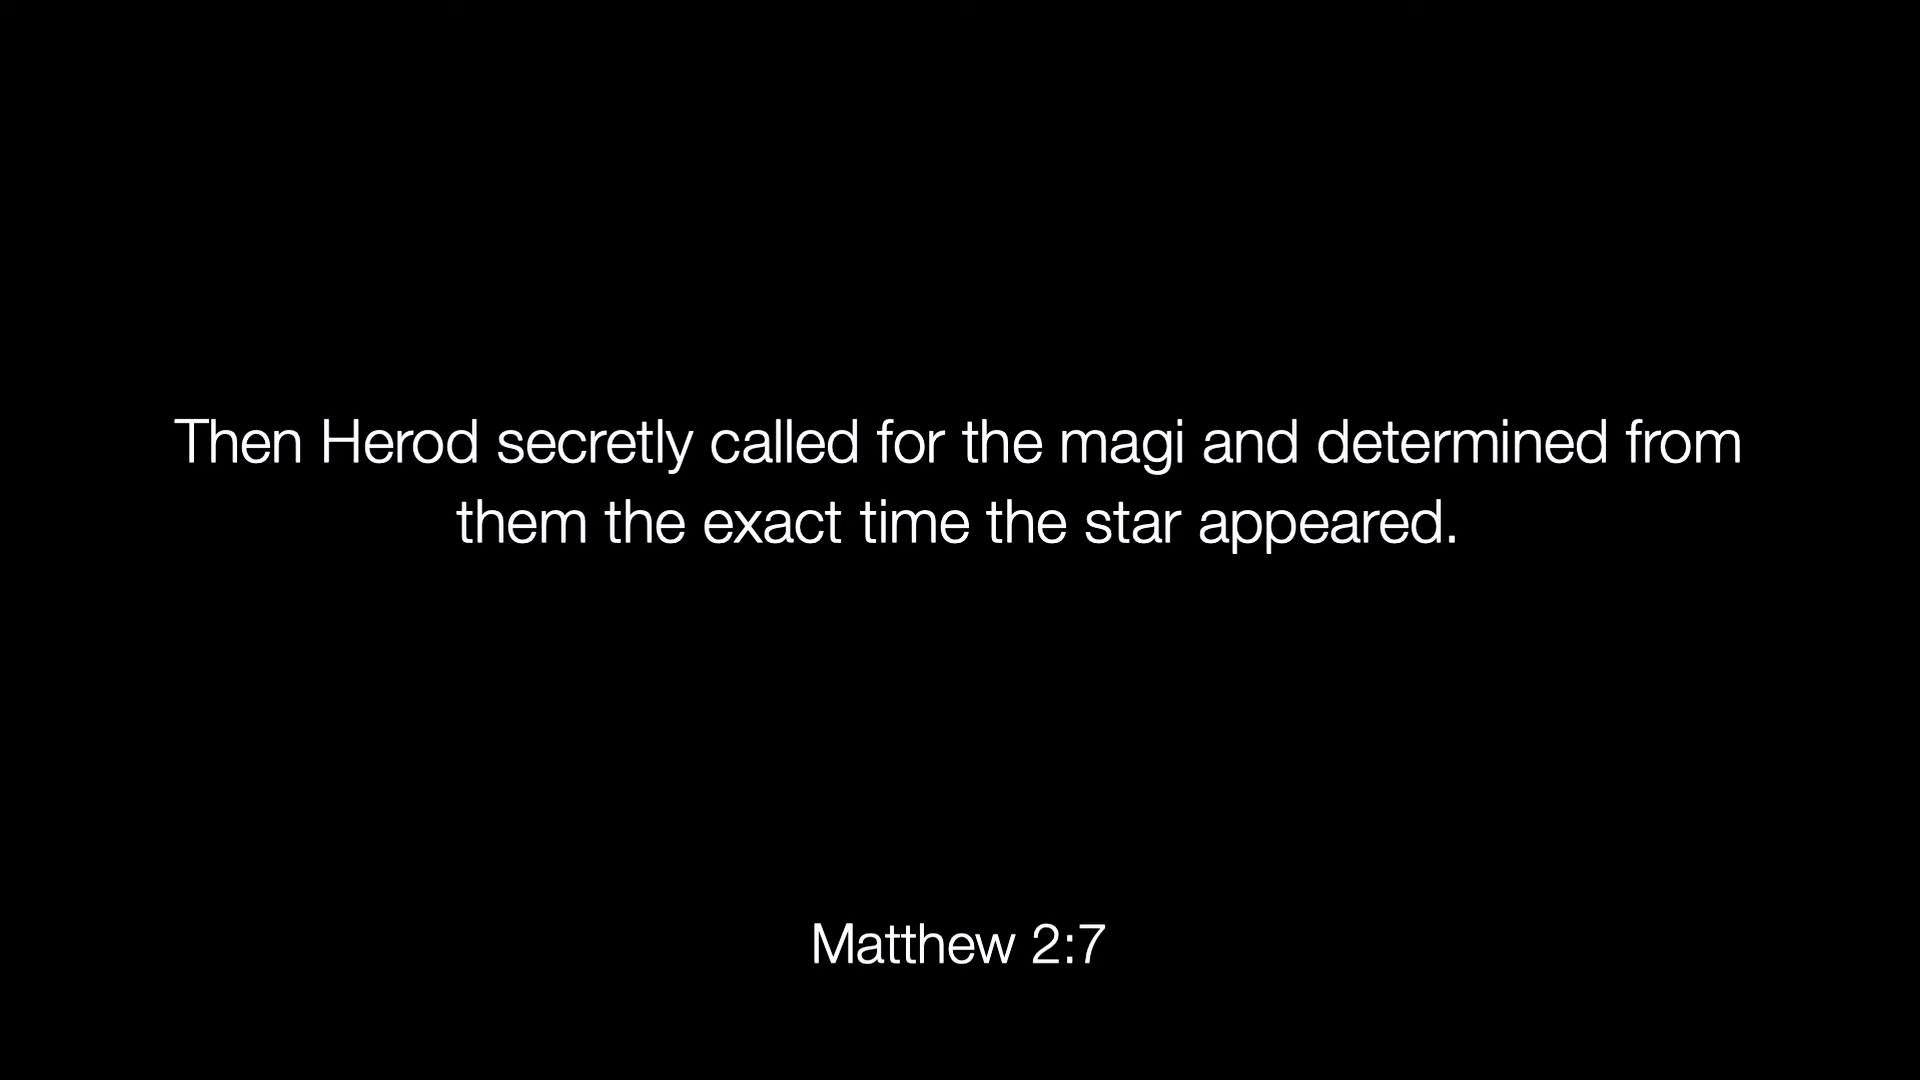 Then Herod secretly called for the magi and determined from
them the exact time the star appeared.
Matthew 2:7